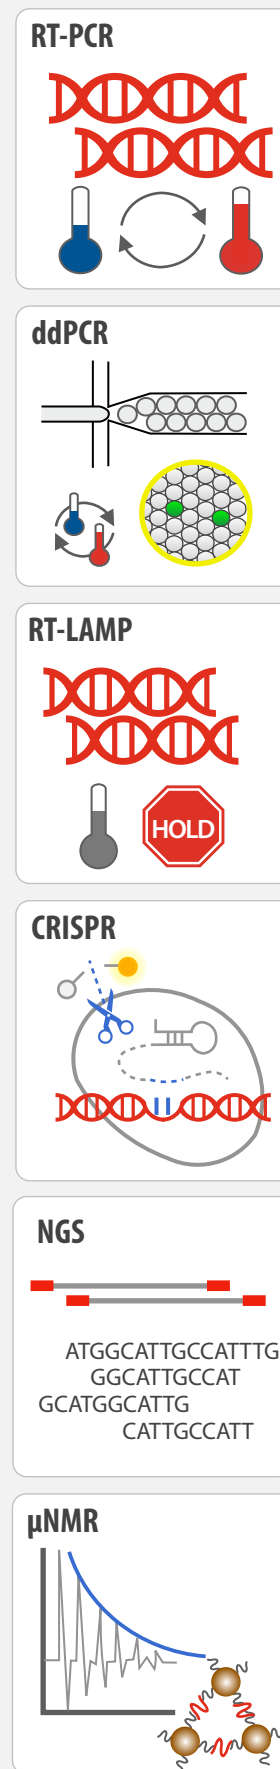 RT-PCR
ddPCR
RT-LAMP
HOLD
CRISPR
NGS
ATGGCATTGCCATTTG
GGCATTGCCAT
GCATGGCATTG
CATTGCCATT
µNMR